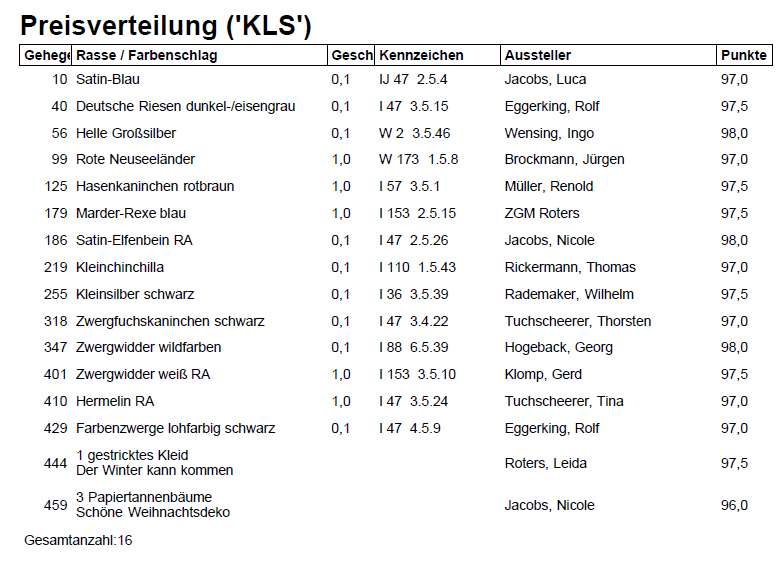 Preisverteilung ('KLS')
Gehege Rasse / Farbenschlag Gesch Kennzeichen Aussteller Punkte
10 Satin-Blau 0,1 IJ 47 2.5.4 Jacobs, Luca 97,0
40 Deutsche Riesen dunkel-/eisengrau 0,1 I 47 3.5.15 Eggerking, Rolf 97,5
56 Helle Großsilber 0,1 W 2 3.5.46 Wensing, Ingo 98,0
99 Rote Neuseeländer 1,0 W 173 1.5.8 Brockmann, Jürgen 97,0
125 Hasenkaninchen rotbraun 1,0 I 57 3.5.1 Müller, Renold 97,5
179 Marder-Rexe blau 1,0 I 153 2.5.15 ZGM Roters 97,5
186 Satin-Elfenbein RA 0,1 I 47 2.5.26 Jacobs, Nicole 98,0
219 Kleinchinchilla 0,1 I 110 1.5.43 Rickermann, Thomas 97,0
255 Kleinsilber schwarz 0,1 I 36 3.5.39 Rademaker, Wilhelm 97,5
318 Zwergfuchskaninchen schwarz 0,1 I 47 3.4.22 Tuchscheerer, Thorsten 97,0
347 Zwergwidder wildfarben 0,1 I 88 6.5.39 Hogeback, Georg 98,0
401 Zwergwidder weiß RA 1,0 I 153 3.5.10 Klomp, Gerd 97,5
410 Hermelin RA 1,0 I 47 3.5.24 Tuchscheerer, Tina 97,0
429 Farbenzwerge lohfarbig schwarz 0,1 I 47 4.5.9 Eggerking, Rolf 97,0
444 1 gestricktes Kleid Roters, Leida 97,5
Der Winter kann kommen
459 3 Papiertannenbäume Jacobs, Nicole 96,0
Schöne Weihnachtsdeko
Gesamtanzahl:16